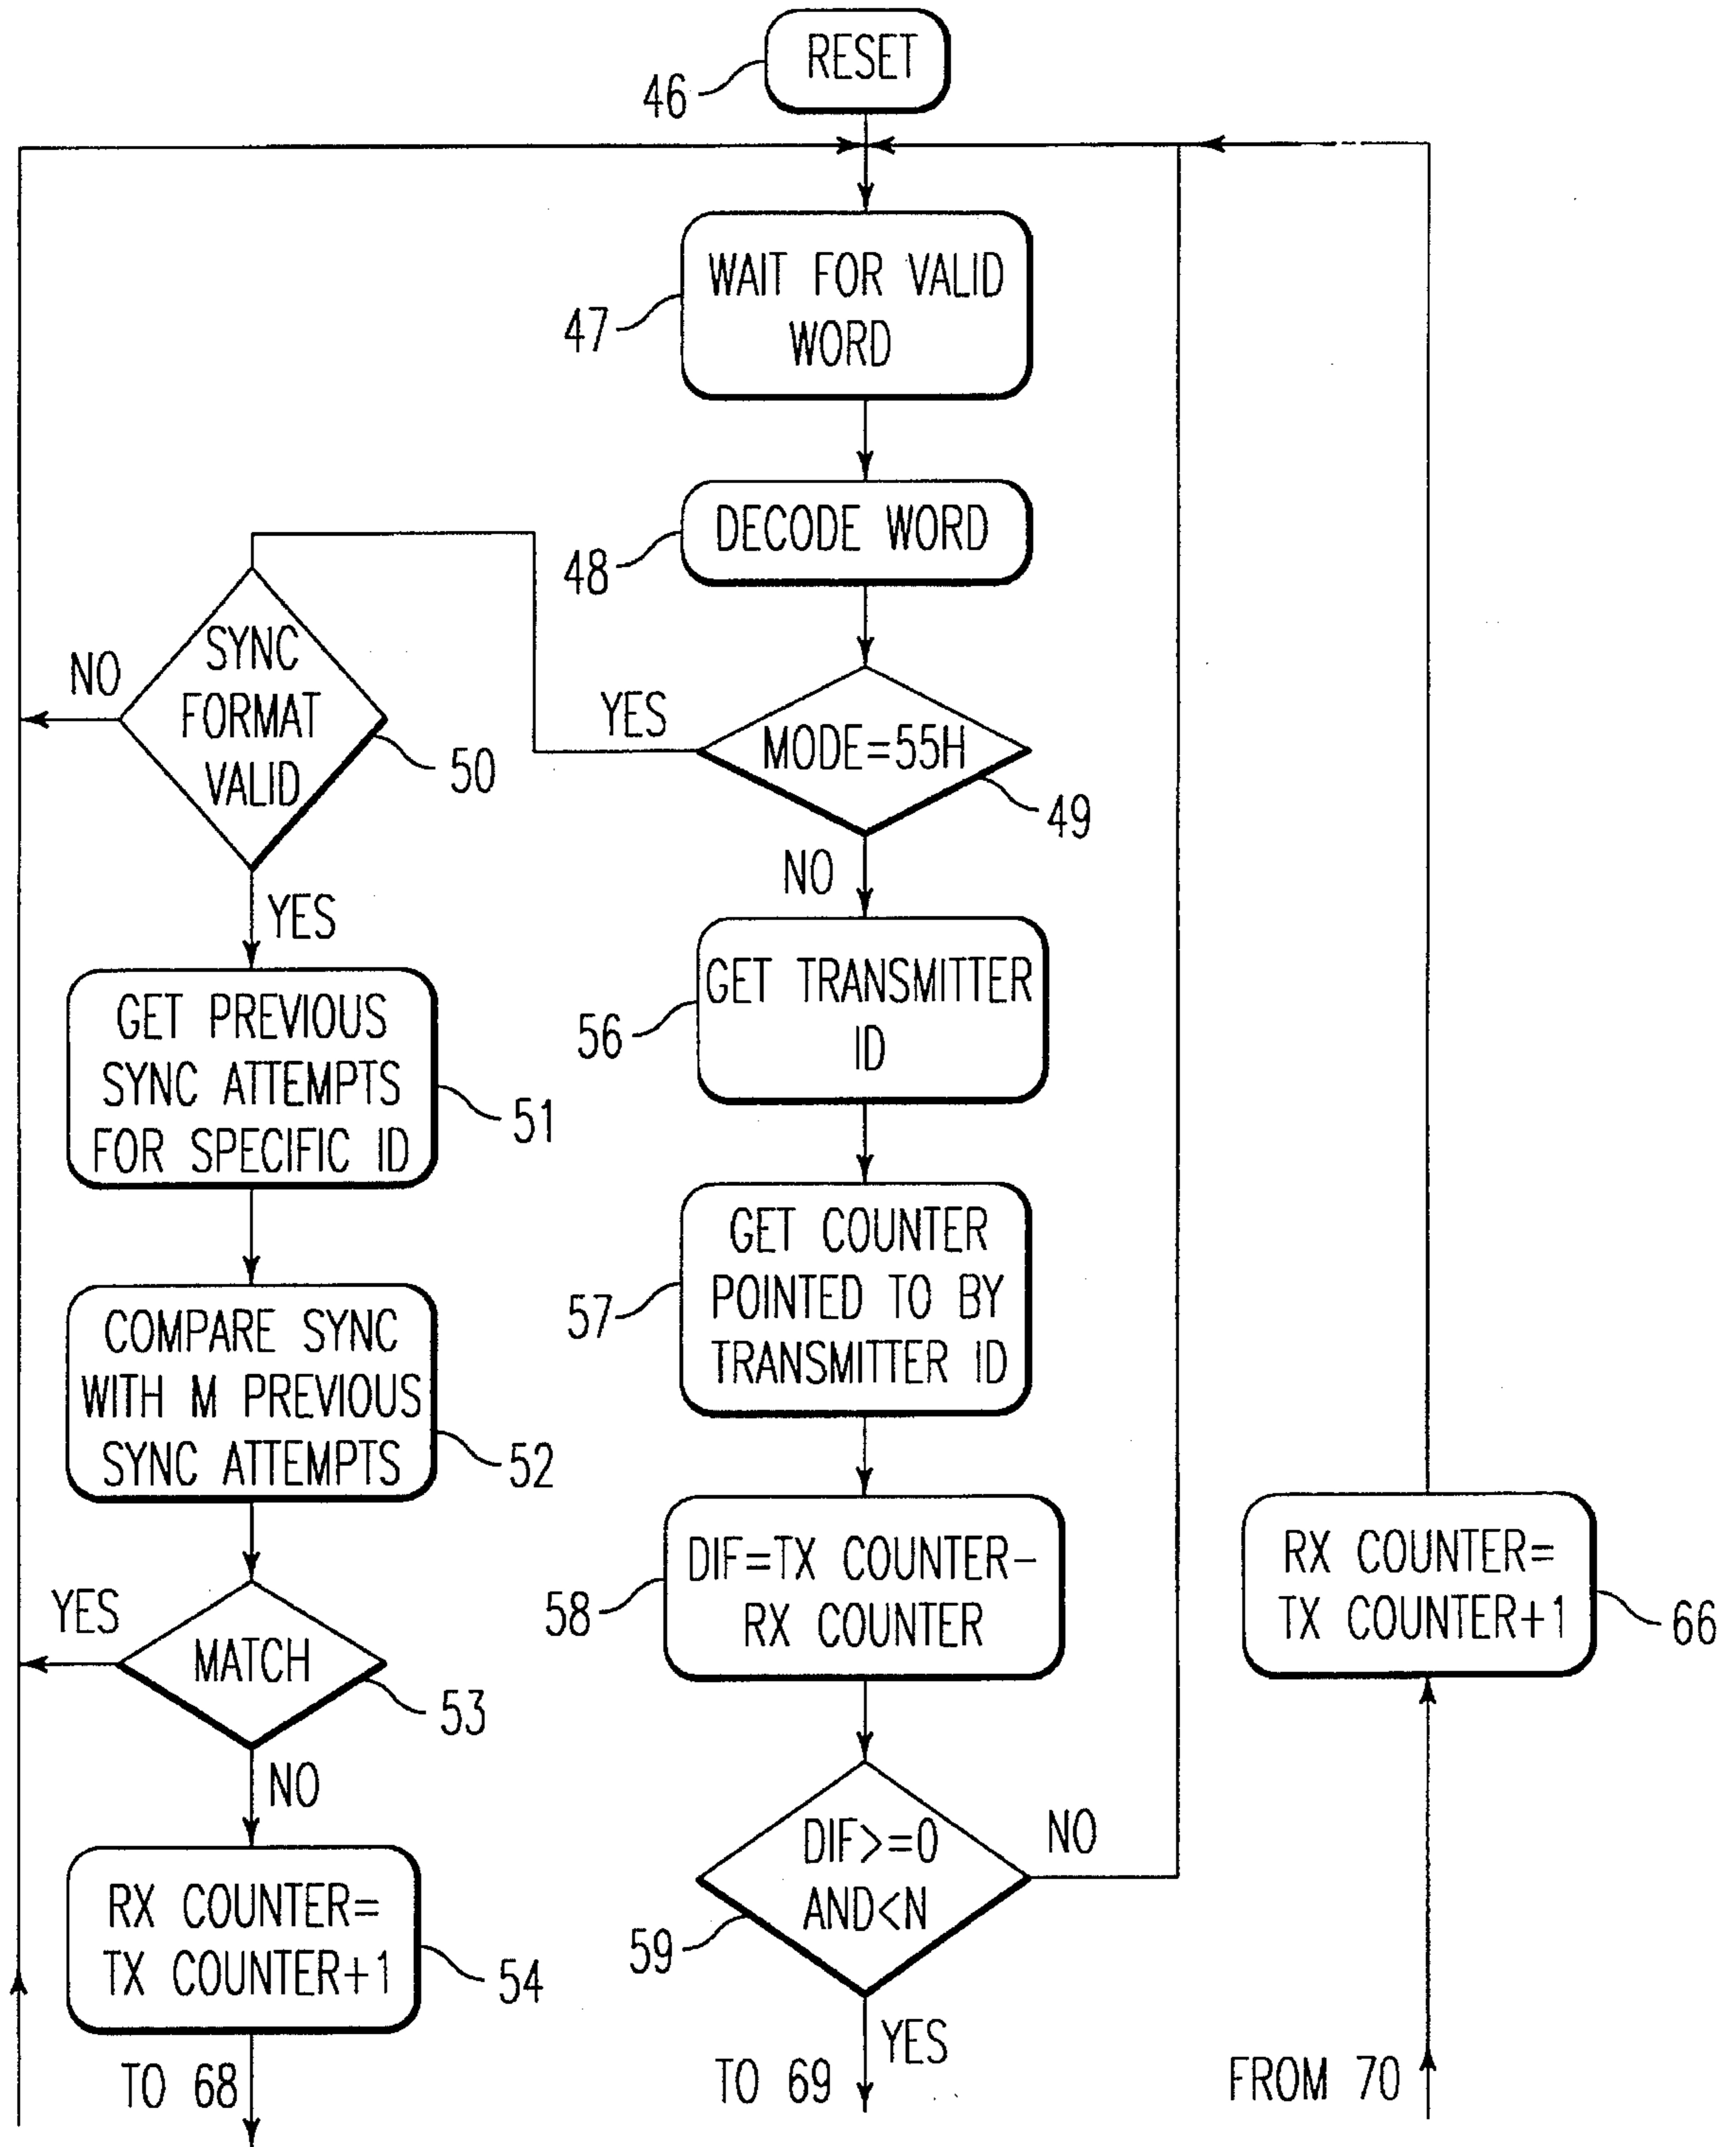 RESET
46
WAIT FOR VALID
WORD
47
DECODE WORD
48
SYNC
FORMAT
VALID
NO
50
YES
MODE=55H
49
YES
NO
GET PREVIOUS
SYNC ATTEMPTS
FOR SPECIFIC ID
51
GET TRANSMITTER
ID
56
COMPARE SYNC
WITH M PREVIOUS
SYNC ATTEMPTS
52
GET COUNTER
POINTED TO BY
TRANSMITTER ID
57
DIF=TX COUNTER-
RX COUNTER
58
RX COUNTER=
TX COUNTER+1
66
YES
MATCH
53
NO
DIF>=0
AND<N
NO
59
YES
RX COUNTER=
TX COUNTER+1
54
TO 68
TO 69
FROM 70